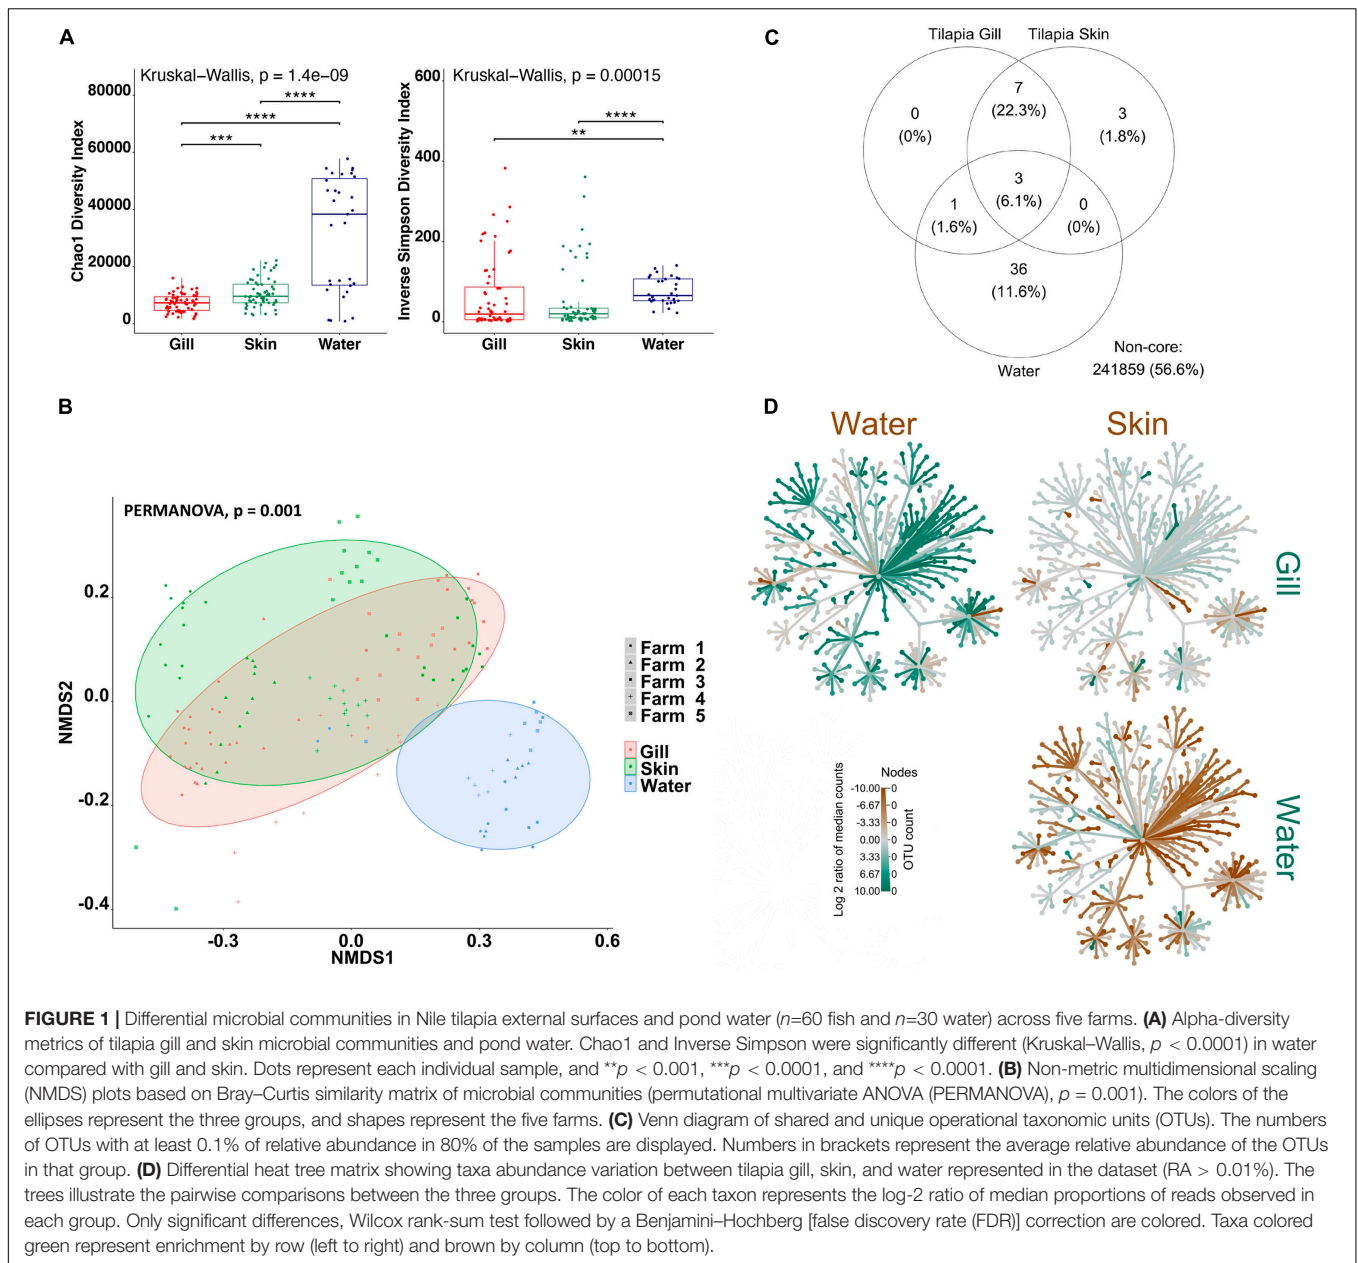 A
Kruskal–Wallis, p = 1.4e–09
Kruskal–Wallis, p = 0.00015
Chao1 Diversity Index
80000
60000
40000
20000
0
****
****
***
Gill
Skin
Water
Inverse Simpson Diversity Index
600
400
200
0
****
**
Gill
Skin
Water
C
Tilapia Gill
Tilapia Skin
7
(22.3%)
0
(0%)
3
(1.8%)
3
(6.1%)
1
(1.6%)
0
(0%)
36
(11.6%)
Water
Non-core:
241859 (56.6%)
B
PERMANOVA, p = 0.001
NMDS2
0.2
0.0
-0.2
-0.4
-0.3
0.0
0.3
0.6
NMDS1
Farm 1
Farm 2
Farm 3
Farm 4
Farm 5
Gill
Skin
Water
D
Water
Skin
Gill
Water
Nodes
Log 2 ratio of median counts
OTU count
-10.00 0
-6.67 0
-3.33 0
0.00 0
3.33 0
6.67 0
10.00 0
FIGURE 1 | Differential microbial communities in Nile tilapia external surfaces and pond water (n=60 fish and n=30 water) across five farms. (A) Alpha-diversity
metrics of tilapia gill and skin microbial communities and pond water. Chao1 and Inverse Simpson were significantly different (Kruskal–Wallis, p < 0.0001) in water
compared with gill and skin. Dots represent each individual sample, and **p < 0.001, ***p < 0.0001, and ****p < 0.0001. (B) Non-metric multidimensional scaling
(NMDS) plots based on Bray–Curtis similarity matrix of microbial communities (permutational multivariate ANOVA (PERMANOVA), p = 0.001). The colors of the
ellipses represent the three groups, and shapes represent the five farms. (C) Venn diagram of shared and unique operational taxonomic units (OTUs). The numbers
of OTUs with at least 0.1% of relative abundance in 80% of the samples are displayed. Numbers in brackets represent the average relative abundance of the OTUs
in that group. (D) Differential heat tree matrix showing taxa abundance variation between tilapia gill, skin, and water represented in the dataset (RA > 0.01%). The
trees illustrate the pairwise comparisons between the three groups. The color of each taxon represents the log-2 ratio of median proportions of reads observed in
each group. Only significant differences, Wilcox rank-sum test followed by a Benjamini–Hochberg [false discovery rate (FDR)] correction are colored. Taxa colored
green represent enrichment by row (left to right) and brown by column (top to bottom).